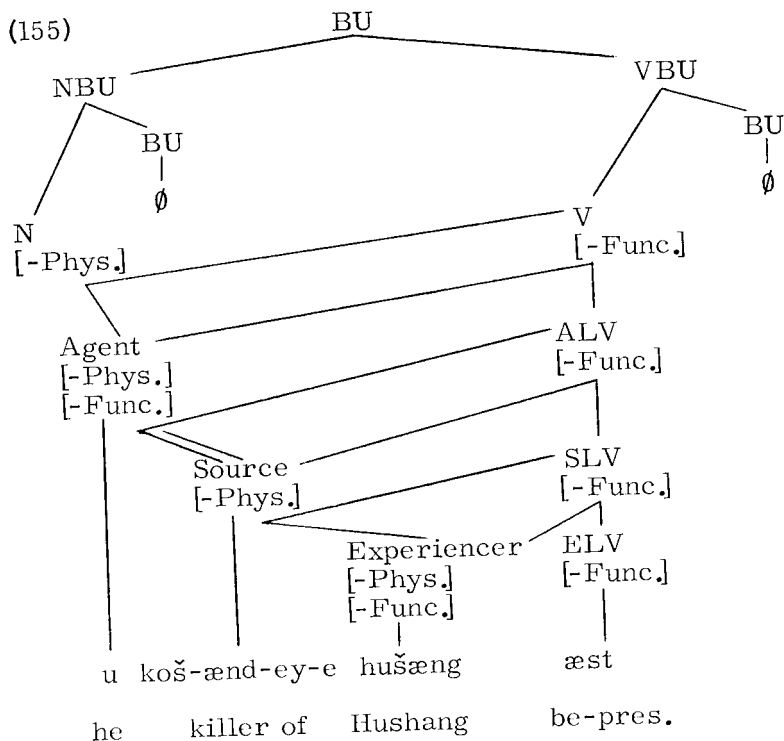 (155) BU
NBU VBU
BU BU
∅ ∅
N V
[-Phys.] [-Func.]
Agent ALV
[-Phys.] [-Func.]
[-Func.]
Source SLV
[-Phys.] [-Func.]
Experiencer ELV
[-Phys.] [-Func.]
[-Func.]
u koš-ænd-ey-e hušæng æst
he killer of Hushang be-pres.